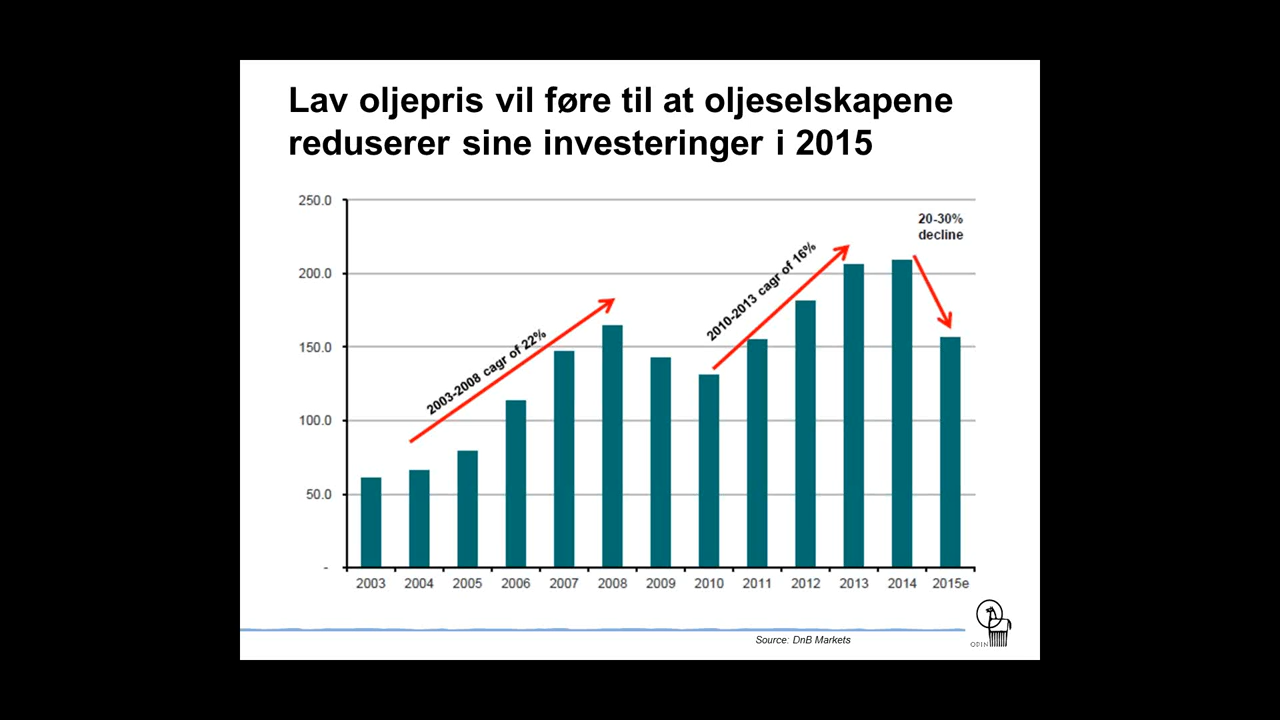 Lav oljepris vil føre til at oljeselskapene
reduserer sine investeringer i 2015
250.0
200.0
150.0
100.0
50.0
-
2003-2008 cagr of 22%
2010-2013 cagr of 16%
20-30%
decline
2003 2004 2005 2006 2007 2008 2009 2010 2011 2012 2013 2014 2015e
Source: DnB Markets
ODIN